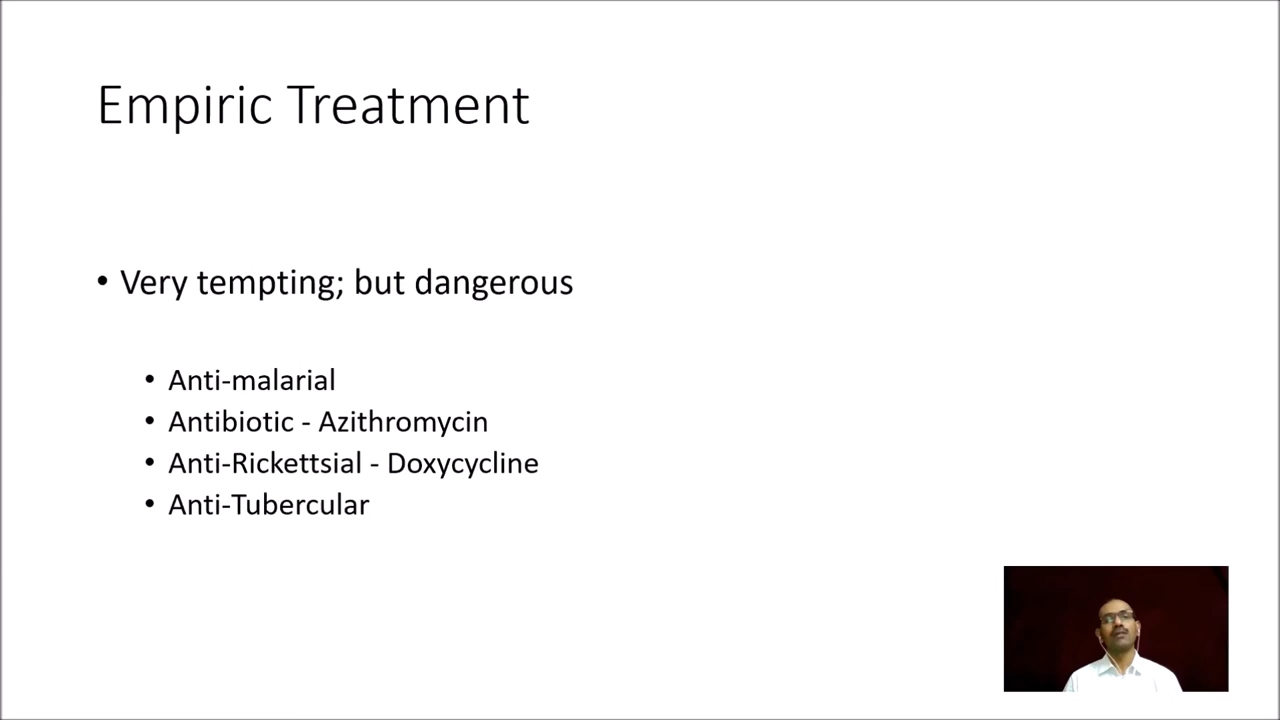 Empiric Treatment
• Very tempting; but dangerous
• Anti-malarial
• Antibiotic - Azithromycin
• Anti-Rickettsial - Doxycycline
• Anti-Tubercular